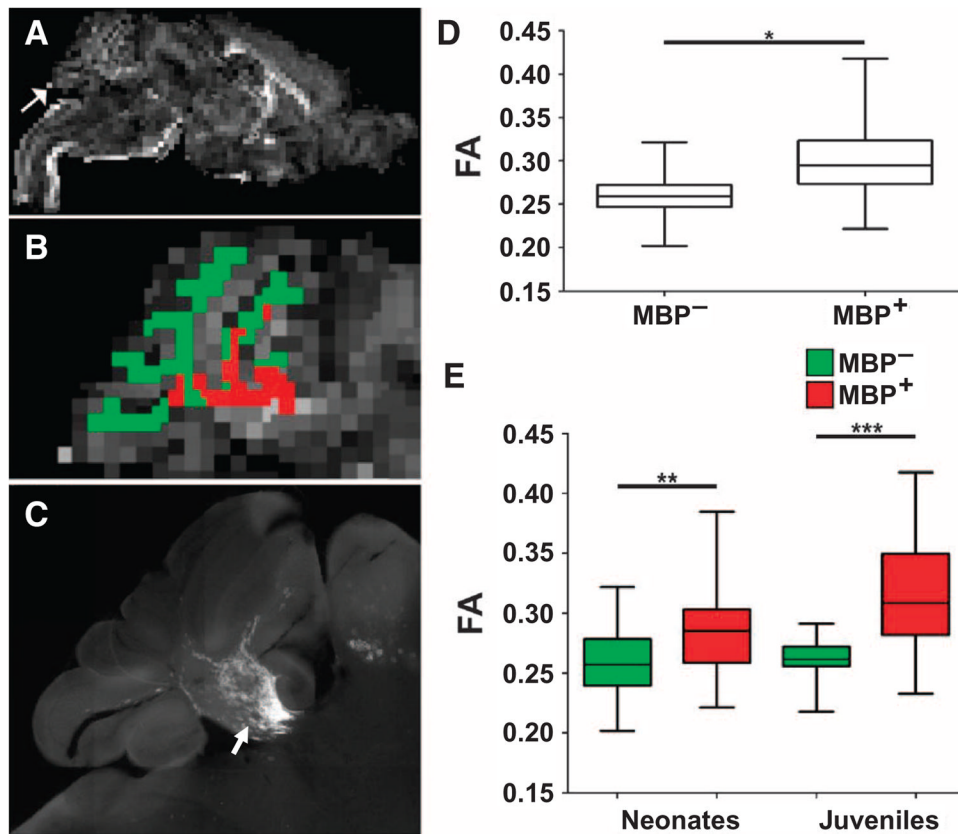 A
B
C
D
*
FA
0.45
0.40
0.35
0.30
0.25
0.20
0.15
MBP⁻
MBP⁺
E
MBP⁻
MBP⁺
**
***
FA
0.45
0.40
0.35
0.30
0.25
0.20
0.15
Neonates
Juveniles